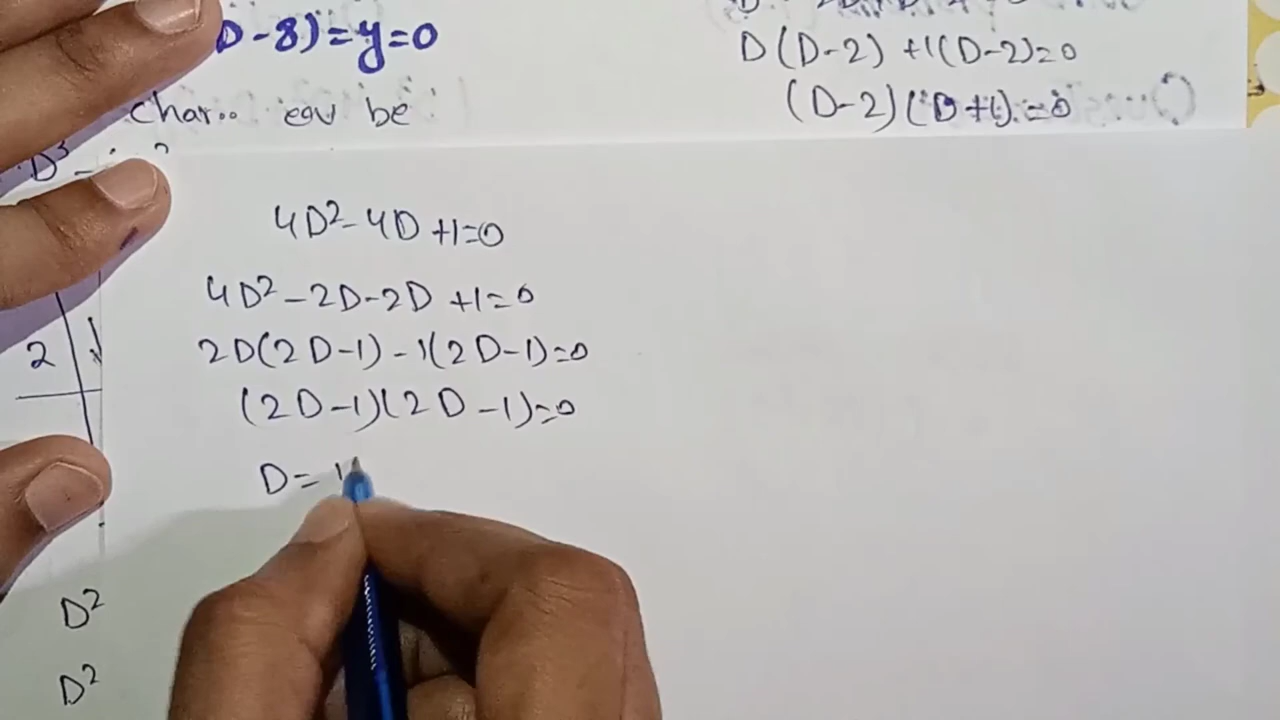 D-8)=y=0
char.. eqn be
D(D-2) +1(D-2)=0
(D-2)(D+1)=0
D³-
4D²-4D+1=0
4D²-2D-2D+1=0
2D(2D-1)-1(2D-1)=0
(2D-1)(2D-1)=0
2
D=1
D²
D²